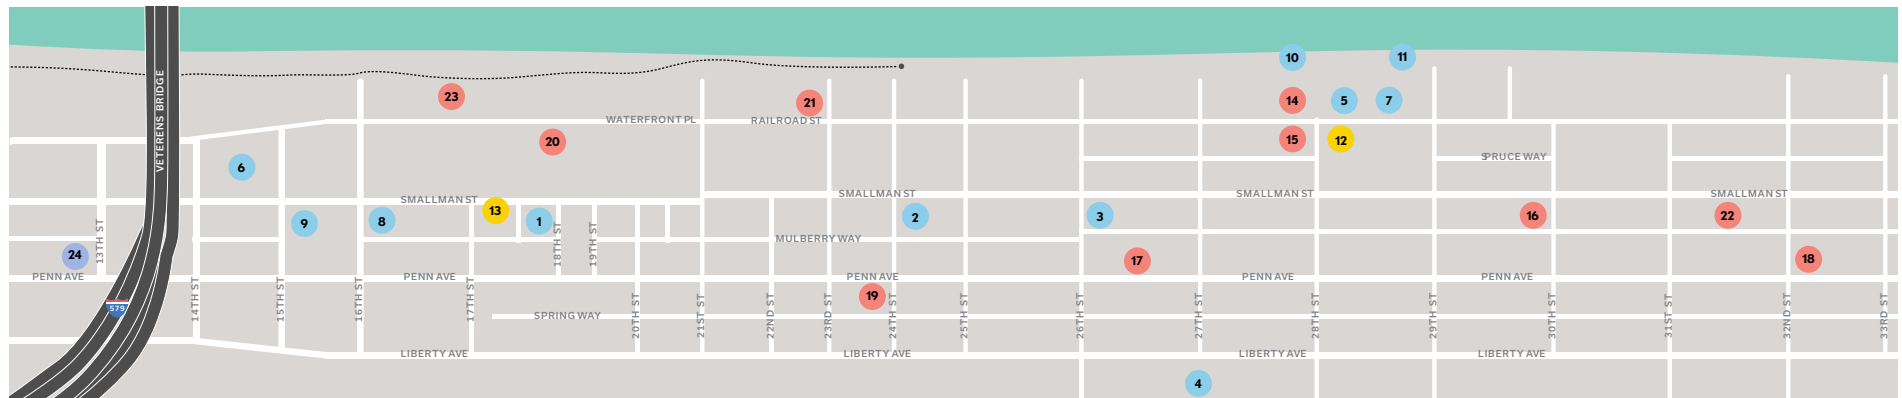 VETERENS BRIDGE
10
11
23
21
14
5
7
WATERFRONT PL
RAILROAD ST
20
15
12
SPRUCE WAY
6
SMALLMAN ST
SMALLMAN ST
SMALLMAN ST
SMALLMAN ST
13
9
8
1
2
3
16
22
13TH ST
18TH ST
19TH ST
MULBERRY WAY
24
17
18
PENN AVE
PENN AVE
PENN AVE
PENN AVE
PENN AVE
19
579
14TH ST
15TH ST
16TH ST
17TH ST
20TH ST
21ST ST
22ND ST
23RD ST
24TH ST
25TH ST
26TH ST
27TH ST
28TH ST
29TH ST
30TH ST
31ST ST
32ND ST
33RD ST
SPRING WAY
LIBERTY AVE
LIBERTY AVE
LIBERTY AVE
LIBERTY AVE
4